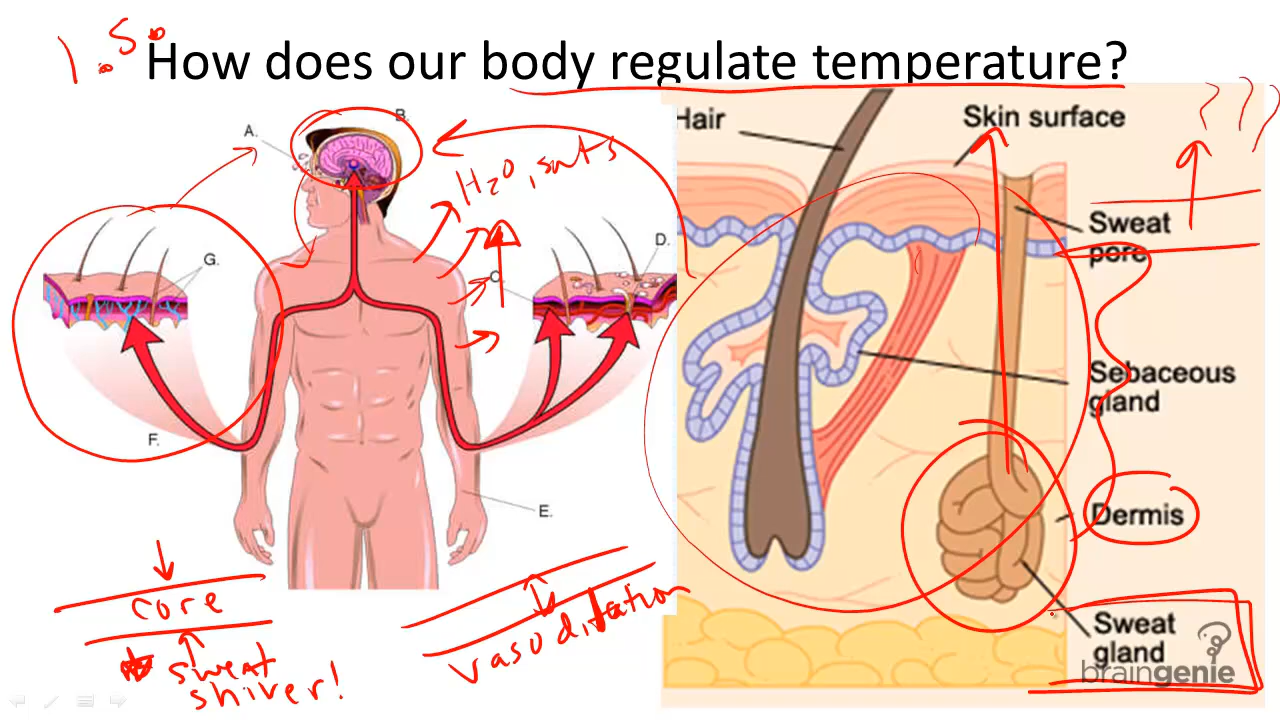 1.5.
How does our body regulate temperature?
A.
B.
H2O, salts
G.
C.
D.
F.
E.
core
sweat
shiver!
vasodilation
Hair
Skin surface
???
Sweat
pore
Sebaceous
gland
Dermis
Sweat
gland
braingenie